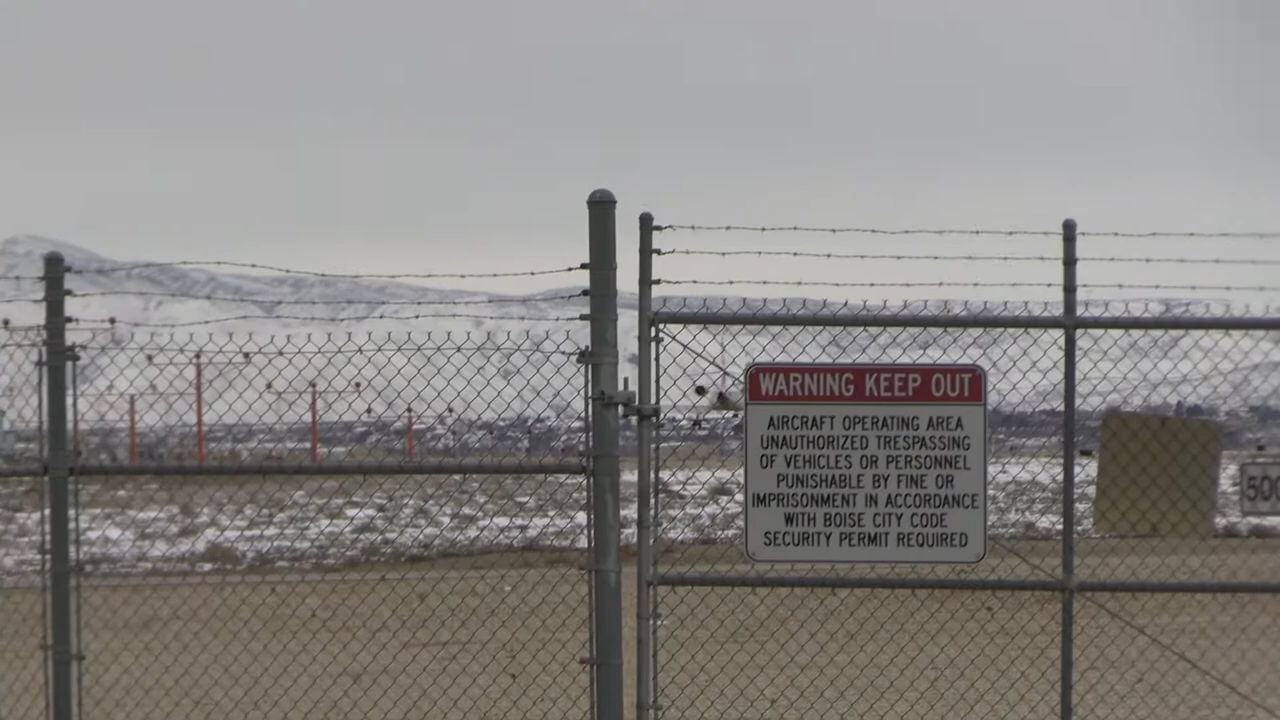 WARNING KEEP OUT
AIRCRAFT OPERATING AREA
UNAUTHORIZED TRESPASSING
OF VEHICLES OR PERSONNEL
PUNISHABLE BY FINE OR
IMPRISONMENT IN ACCORDANCE
WITH BOISE CITY CODE
SECURITY PERMIT REQUIRED